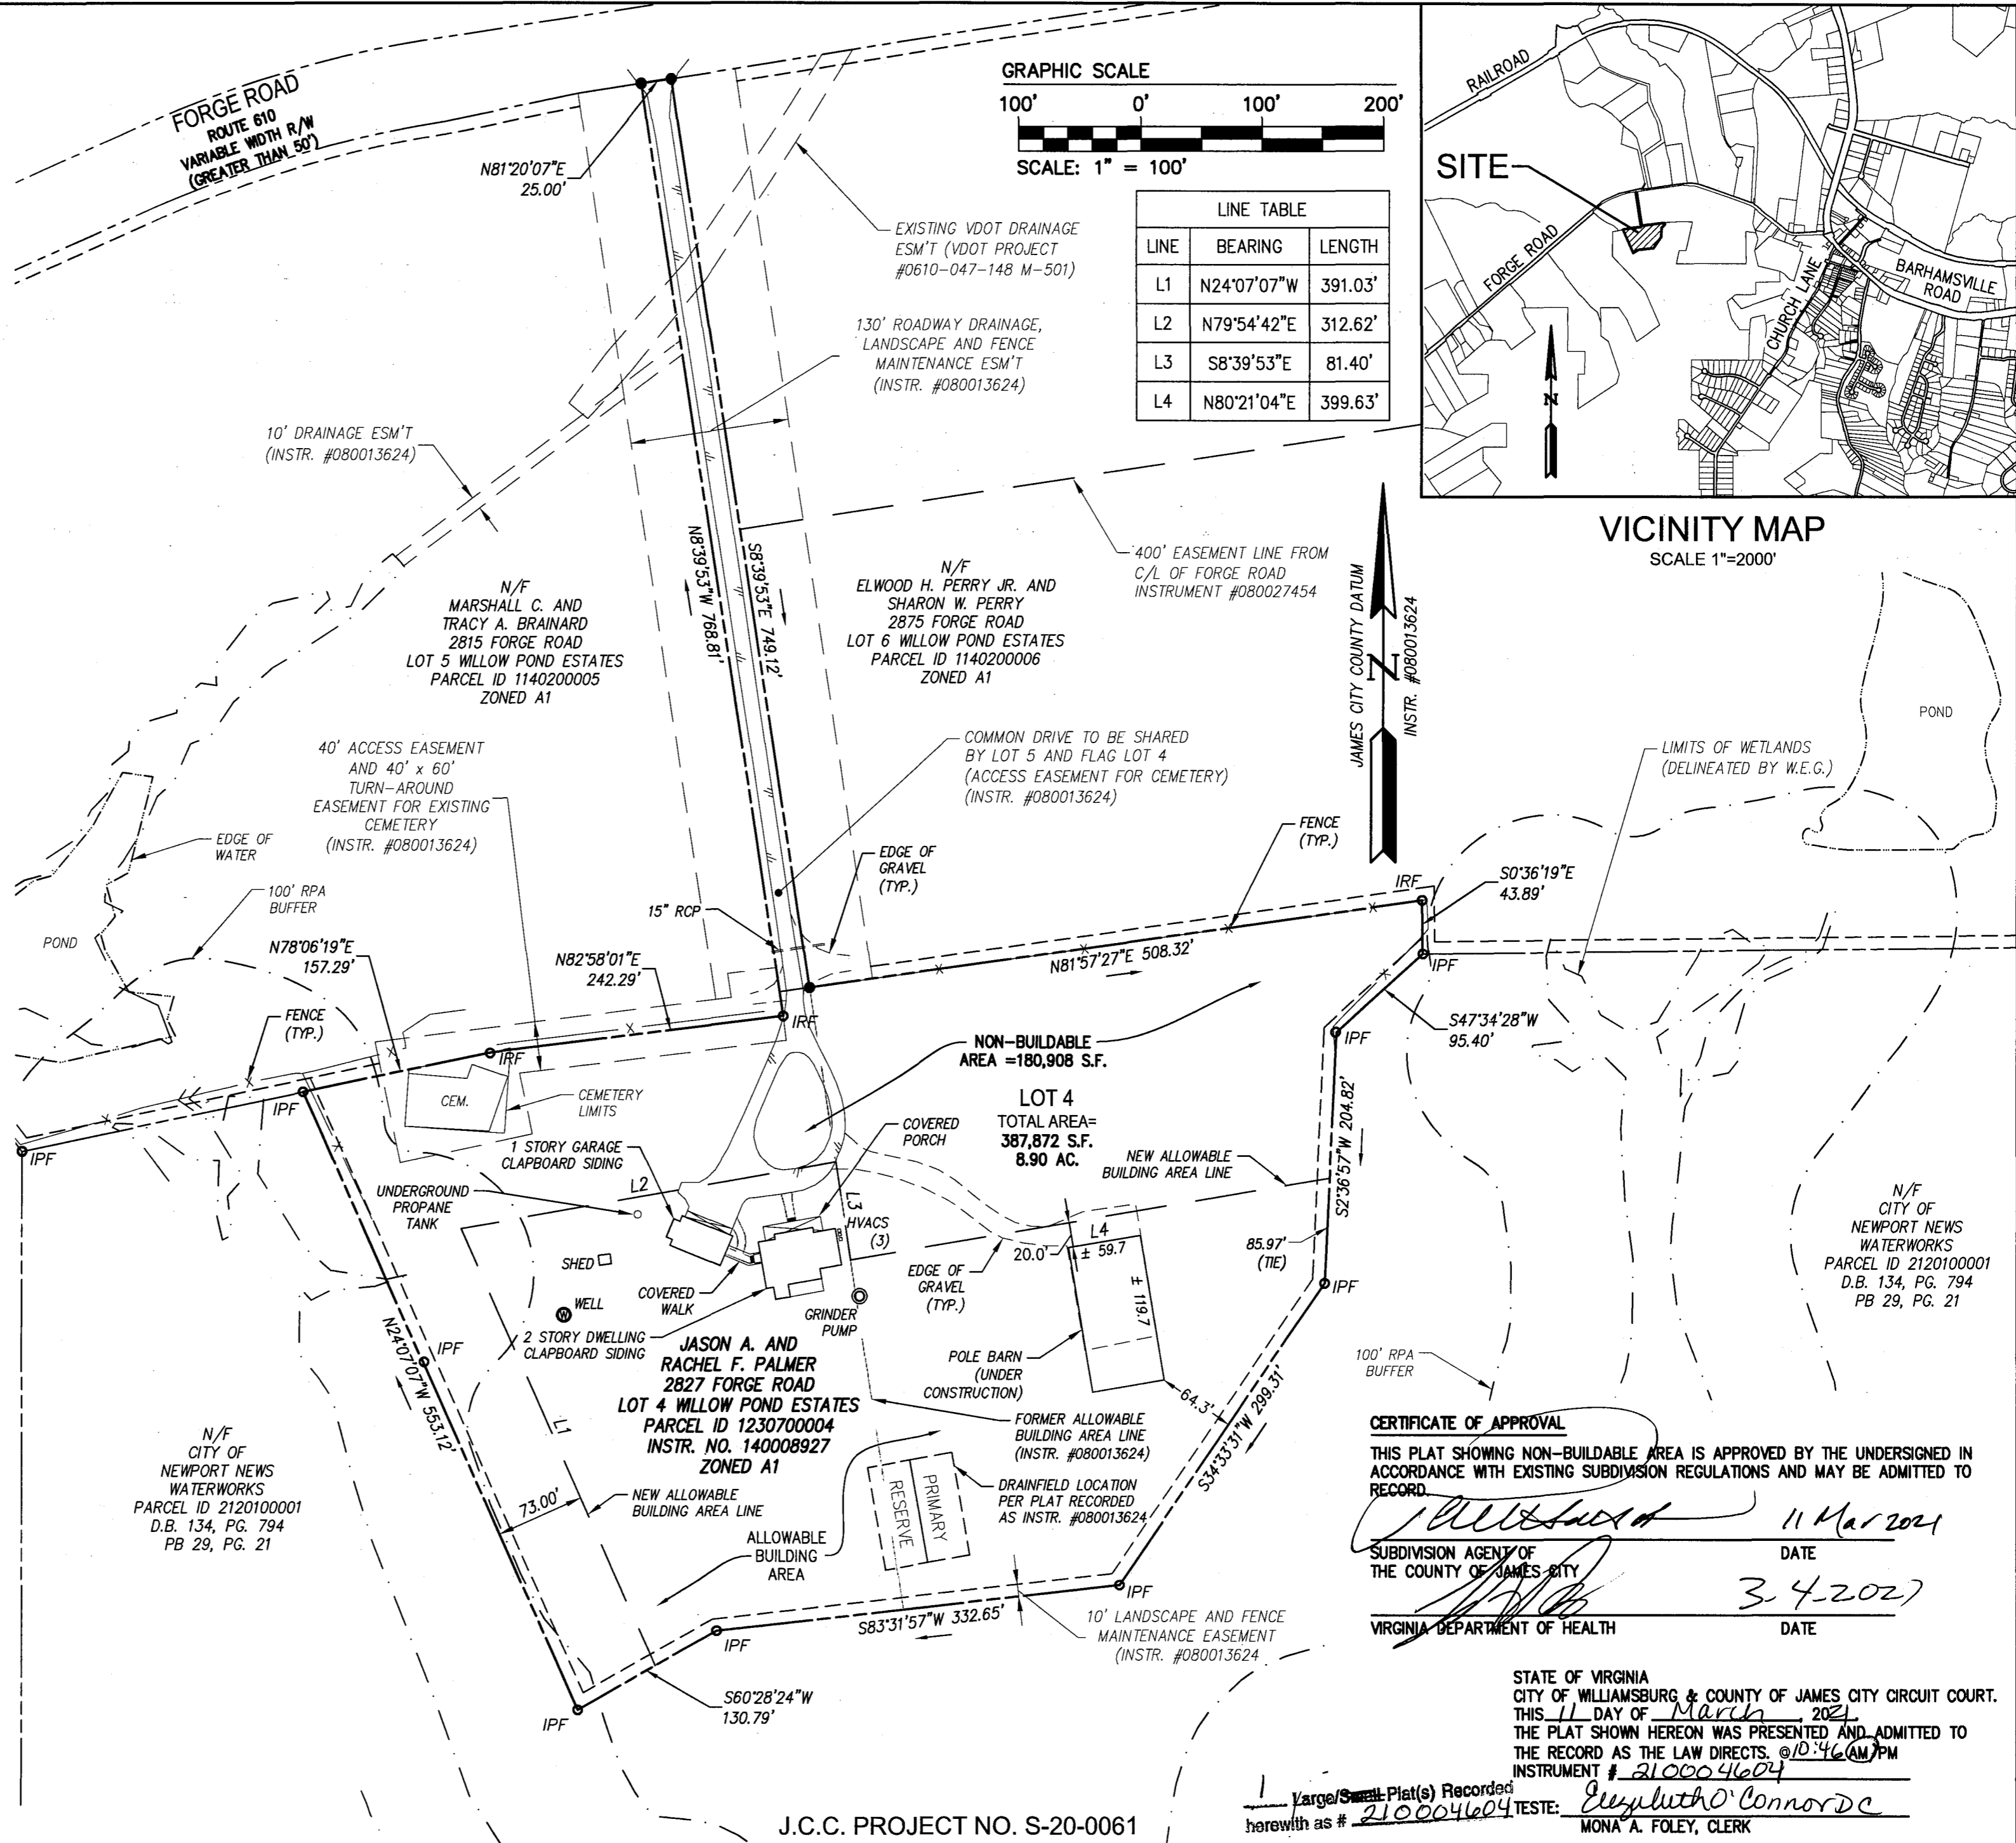 FORGE ROAD
ROUTE 610
VARIABLE WIDTH R/W
(GREATER THAN 50')
N81°20'07"E
25.00'
GRAPHIC SCALE
100' 0' 100' 200'
SCALE: 1" = 100'
LINE TABLE
LINE BEARING LENGTH
L1 N24°07'07"W 391.03'
L2 N79°54'42"E 312.62'
L3 S8°39'53"E 81.40'
L4 N80°21'04"E 399.63'
RAILROAD
SITE
FORGE ROAD
CHURCH LANE
BARHAMSVILLE
ROAD
N
VICINITY MAP
SCALE 1"=2000'
EXISTING VDOT DRAINAGE
ESM'T (VDOT PROJECT
#0610-047-148 M-501)
130' ROADWAY DRAINAGE,
LANDSCAPE AND FENCE
MAINTENANCE ESM'T
(INSTR. #080013624)
10' DRAINAGE ESM'T
(INSTR. #080013624)
N8°39'53"W 768.81'
S8°39'53"E 749.12'
400' EASEMENT LINE FROM
C/L OF FORGE ROAD
INSTRUMENT #080027454
N/F
MARSHALL C. AND
TRACY A. BRAINARD
2815 FORGE ROAD
LOT 5 WILLOW POND ESTATES
PARCEL ID 1140200005
ZONED A1
N/F
ELWOOD H. PERRY JR. AND
SHARON W. PERRY
2875 FORGE ROAD
LOT 6 WILLOW POND ESTATES
PARCEL ID 1140200006
ZONED A1
JAMES CITY COUNTY DATUM
N
INSTR. #080013624
POND
LIMITS OF WETLANDS
(DELINEATED BY W.E.G.)
40' ACCESS EASEMENT
AND 40' x 60'
TURN-AROUND
EASEMENT FOR EXISTING
CEMETERY
(INSTR. #080013624)
COMMON DRIVE TO BE SHARED
BY LOT 5 AND FLAG LOT 4
(ACCESS EASEMENT FOR CEMETERY)
(INSTR. #080013624)
EDGE OF
WATER
100' RPA
BUFFER
POND
EDGE OF
GRAVEL
(TYP.)
FENCE
(TYP.)
15" RCP
IRF
S0°36'19"E
43.89'
N78°06'19"E
157.29'
N82°58'01"E
242.29'
N81°57'27"E 508.32'
IPF
FENCE
(TYP.)
IRF
IRF
S47°34'28"W
95.40'
IPF
NON-BUILDABLE
AREA =180,908 S.F.
CEM.
CEMETERY
LIMITS
IPF
IPF
LOT 4
TOTAL AREA=
387,872 S.F.
8.90 AC.
COVERED
PORCH
1 STORY GARAGE
CLAPBOARD SIDING
NEW ALLOWABLE
BUILDING AREA LINE
S2°36'57"W 204.82'
UNDERGROUND
PROPANE
TANK
L2
L3
HVACS
(3)
L4
20.0'
± 59.7
± 119.7
85.97'
(TIE)
IPF
N/F
CITY OF
NEWPORT NEWS
WATERWORKS
PARCEL ID 2120100001
D.B. 134, PG. 794
PB 29, PG. 21
SHED
COVERED
WALK
EDGE OF
GRAVEL
(TYP.)
W WELL
GRINDER
PUMP
2 STORY DWELLING
CLAPBOARD SIDING
N24°07'07"W 553.12'
IPF
L1
JASON A. AND
RACHEL F. PALMER
2827 FORGE ROAD
LOT 4 WILLOW POND ESTATES
PARCEL ID 1230700004
INSTR. NO. 140008927
ZONED A1
POLE BARN
(UNDER
CONSTRUCTION)
64.3'
S34°33'31"W 299.31'
100' RPA
BUFFER
FORMER ALLOWABLE
BUILDING AREA LINE
(INSTR. #080013624)
N/F
CITY OF
NEWPORT NEWS
WATERWORKS
PARCEL ID 2120100001
D.B. 134, PG. 794
PB 29, PG. 21
73.00'
NEW ALLOWABLE
BUILDING AREA LINE
RESERVE
PRIMARY
DRAINFIELD LOCATION
PER PLAT RECORDED
AS INSTR. #080013624
ALLOWABLE
BUILDING
AREA
IPF
S83°31'57"W 332.65'
IPF
10' LANDSCAPE AND FENCE
MAINTENANCE EASEMENT
(INSTR. #080013624
S60°28'24"W
130.79'
IPF
CERTIFICATE OF APPROVAL
THIS PLAT SHOWING NON-BUILDABLE AREA IS APPROVED BY THE UNDERSIGNED IN
ACCORDANCE WITH EXISTING SUBDIVISION REGULATIONS AND MAY BE ADMITTED TO
RECORD.
11 Mar 2021
SUBDIVISION AGENT OF DATE
THE COUNTY OF JAMES CITY
3-4-2021
VIRGINIA DEPARTMENT OF HEALTH DATE
STATE OF VIRGINIA
CITY OF WILLIAMSBURG & COUNTY OF JAMES CITY CIRCUIT COURT.
THIS 11 DAY OF March, 2021.
THE PLAT SHOWN HEREON WAS PRESENTED AND ADMITTED TO
THE RECORD AS THE LAW DIRECTS. @10:46 AM/PM
INSTRUMENT # 210004604
TESTE: Elizabeth O'Connor DC
MONA A. FOLEY, CLERK
1 Large/Small Plat(s) Recorded
herewith as # 210004604
J.C.C. PROJECT NO. S-20-0061